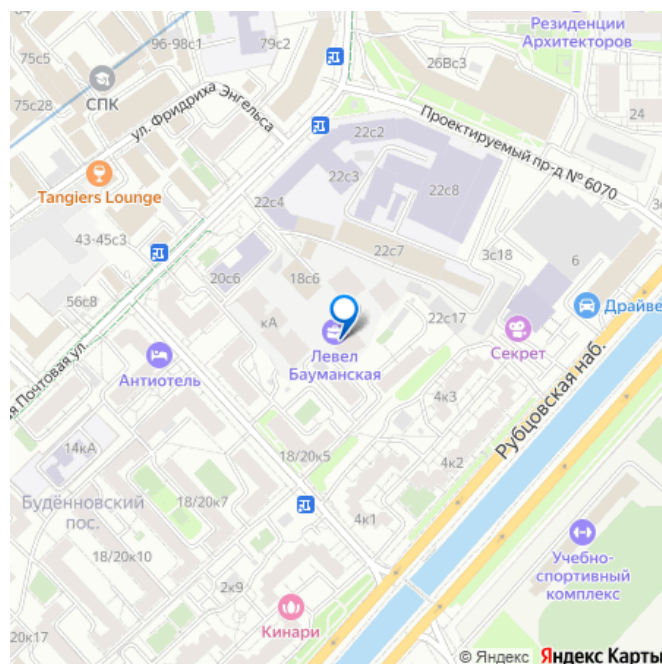 Резиденции
Архитекторов
96-98с1
79с2
75с5
26Вс3
СПК
75с28
ул. Фридриха Энгельса
24
Проектируемый пр-д № 6070
22с2
22с3
22с8
Tangiers Lounge
22с4
43-45с3
22с7
3с18
6
20с6
18с6
56с8
кА
22с17
Драйве
Левел
Бауманская
Секрет
Антиотель
я Почтовая ул.
Рубцовская наб.
4к3
14кА
18/20к5
4к2
Будённовский
пос.
18/20к7
4к1
18/20к10
Учебно-
спортивный
комплекс
2к9
Кинари
20к17
© Яндекс Яндекс Карты